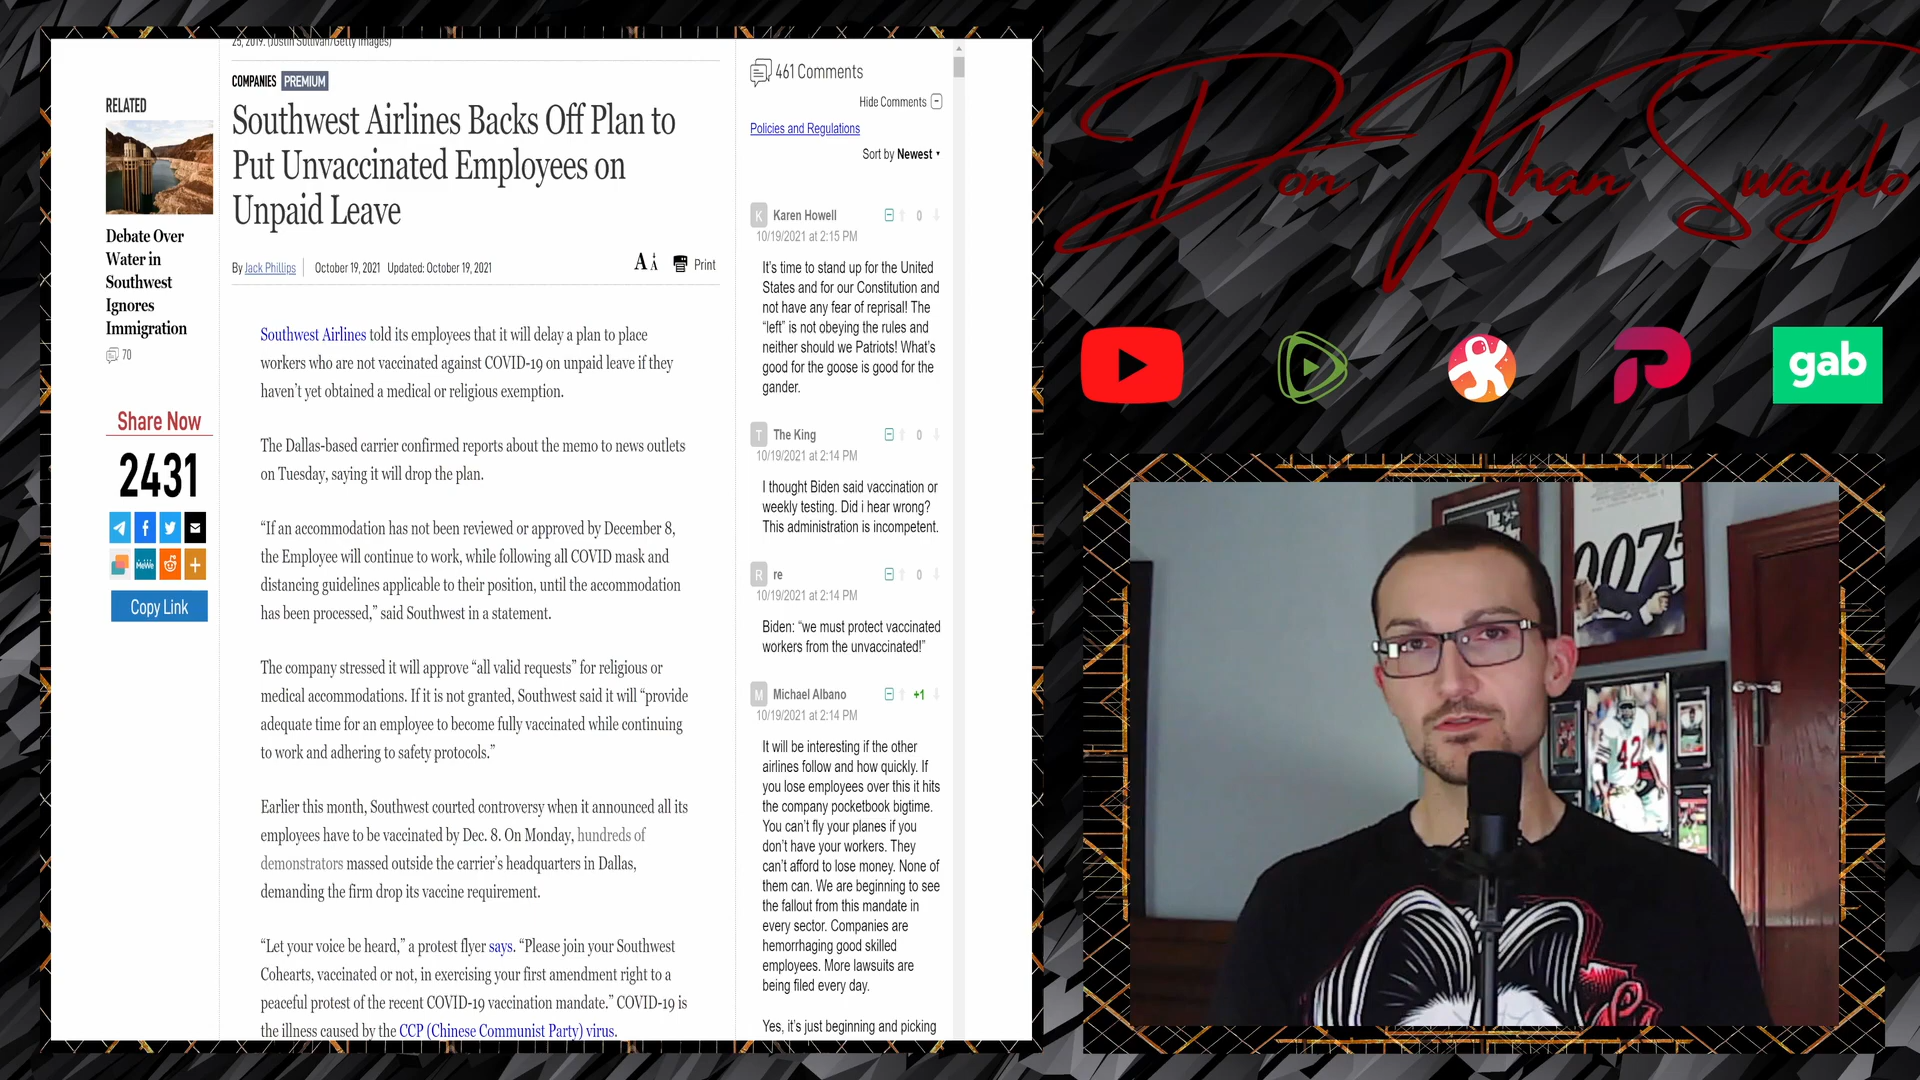 25, 2019. (Justin Sullivan/Getty Images)
COMPANIES PREMIUM
Southwest Airlines Backs Off Plan to
Put Unvaccinated Employees on
Unpaid Leave
By Jack Phillips October 19, 2021 Updated: October 19, 2021
A A Print
RELATED
Debate Over
Water in
Southwest
Ignores
Immigration
70
Share Now
2431
MeWe
Copy Link
Southwest Airlines told its employees that it will delay a plan to place
workers who are not vaccinated against COVID-19 on unpaid leave if they
haven’t yet obtained a medical or religious exemption.
The Dallas-based carrier confirmed reports about the memo to news outlets
on Tuesday, saying it will drop the plan.
“If an accommodation has not been reviewed or approved by December 8,
the Employee will continue to work, while following all COVID mask and
distancing guidelines applicable to their position, until the accommodation
has been processed,” said Southwest in a statement.
The company stressed it will approve “all valid requests” for religious or
medical accommodations. If it is not granted, Southwest said it will “provide
adequate time for an employee to become fully vaccinated while continuing
to work and adhering to safety protocols.”
Earlier this month, Southwest courted controversy when it announced all its
employees have to be vaccinated by Dec. 8. On Monday, hundreds of
demonstrators massed outside the carrier’s headquarters in Dallas,
demanding the firm drop its vaccine requirement.
“Let your voice be heard,” a protest flyer says. “Please join your Southwest
Cohearts, vaccinated or not, in exercising your first amendment right to a
peaceful protest of the recent COVID-19 vaccination mandate.” COVID-19 is
the illness caused by the CCP (Chinese Communist Party) virus.
461 Comments
Hide Comments
Policies and Regulations
Sort by Newest
K Karen Howell 0
10/19/2021 at 2:15 PM
It’s time to stand up for the United
States and for our Constitution and
not have any fear of reprisal! The
“left” is not obeying the rules and
neither should we Patriots! What’s
good for the goose is good for the
gander.
T The King 0
10/19/2021 at 2:14 PM
I thought Biden said vaccination or
weekly testing. Did i hear wrong?
This administration is incompetent.
R re 0
10/19/2021 at 2:14 PM
Biden: “we must protect vaccinated
workers from the unvaccinated!”
M Michael Albano +1
10/19/2021 at 2:14 PM
It will be interesting if the other
airlines follow and how quickly. If
you lose employees over this it hits
the company pocketbook bigtime.
You can’t fly your planes if you
don’t have your workers. They
can’t afford to lose money. None of
them can. We are beginning to see
the fallout from this mandate in
every sector. Companies are
hemorrhaging good skilled
employees. More lawsuits are
being filed every day.
Yes, it’s just beginning and picking
Don Khan Swaylo
gab
007
42